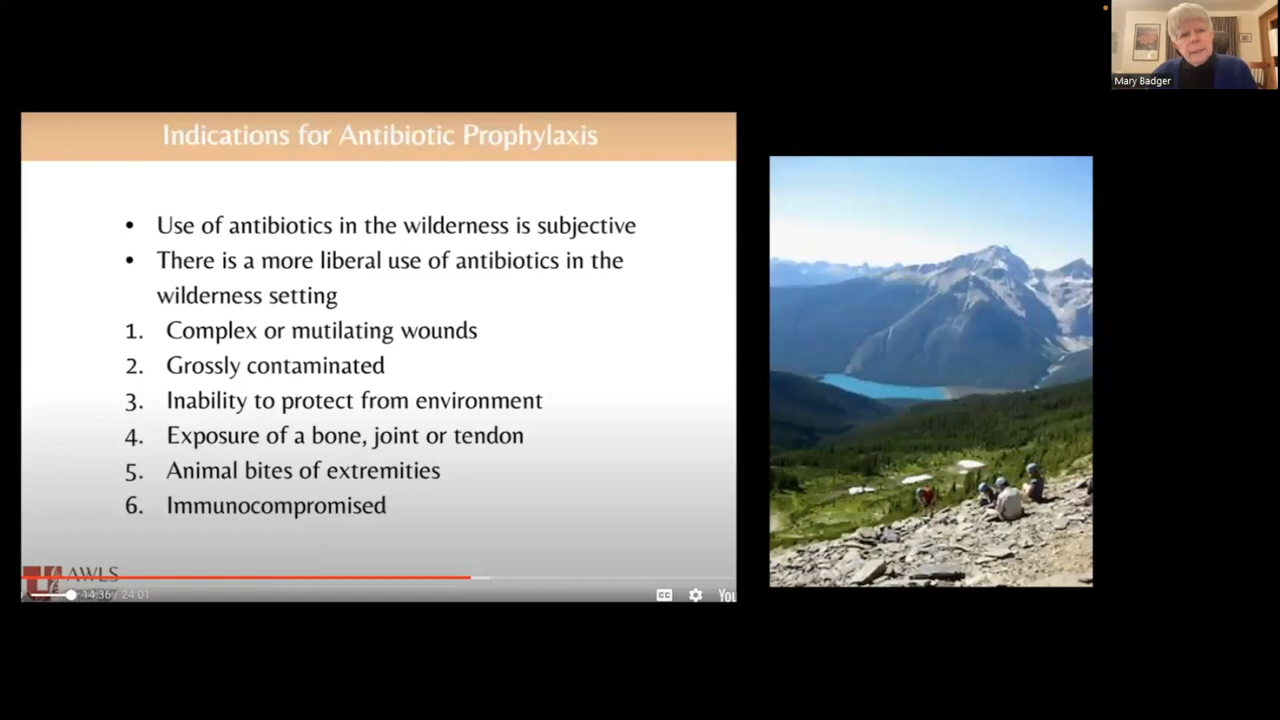 Mary Badger
Indications for Antibiotic Prophylaxis
• Use of antibiotics in the wilderness is subjective
• There is a more liberal use of antibiotics in the
wilderness setting
1. Complex or mutilating wounds
2. Grossly contaminated
3. Inability to protect from environment
4. Exposure of a bone, joint or tendon
5. Animal bites of extremities
6. Immunocompromised
AWLS
14:36 / 24:01
CC
You